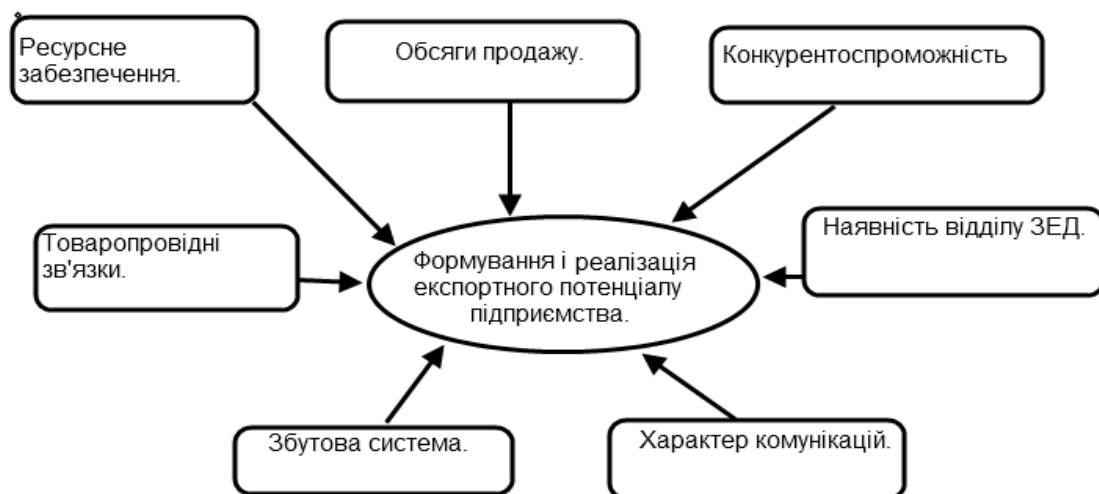 Ресурсне
забезпечення.
Обсяги продажу.
Конкурентоспроможність
Товаропровідні
зв'язки.
Формування і реалізація
експортного потенціалу
підприємства.
Наявність відділу ЗЕД.
Збутова система.
Характер комунікацій.